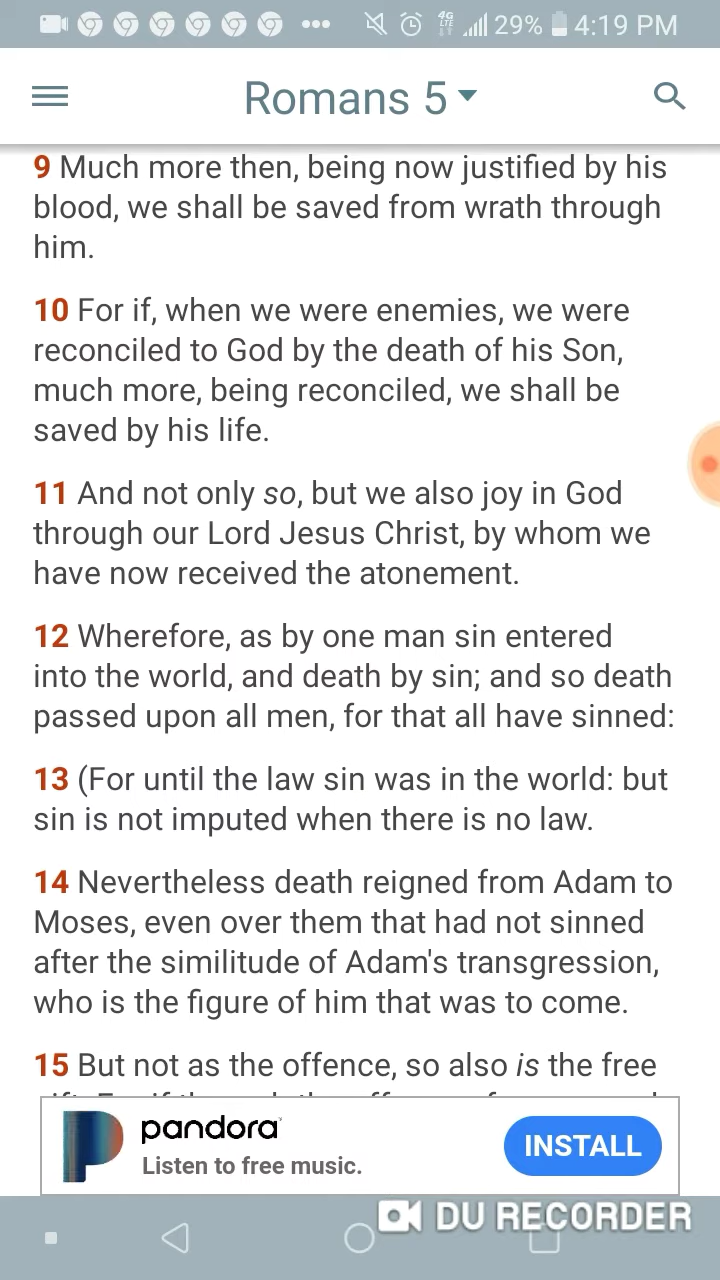 4G
LTE
29%
4:19 PM
Romans 5
9 Much more then, being now justified by his
blood, we shall be saved from wrath through
him.
10 For if, when we were enemies, we were
reconciled to God by the death of his Son,
much more, being reconciled, we shall be
saved by his life.
11 And not only so, but we also joy in God
through our Lord Jesus Christ, by whom we
have now received the atonement.
12 Wherefore, as by one man sin entered
into the world, and death by sin; and so death
passed upon all men, for that all have sinned:
13 (For until the law sin was in the world: but
sin is not imputed when there is no law.
14 Nevertheless death reigned from Adam to
Moses, even over them that had not sinned
after the similitude of Adam's transgression,
who is the figure of him that was to come.
15 But not as the offence, so also is the free
pandora
Listen to free music.
INSTALL
DU RECORDER